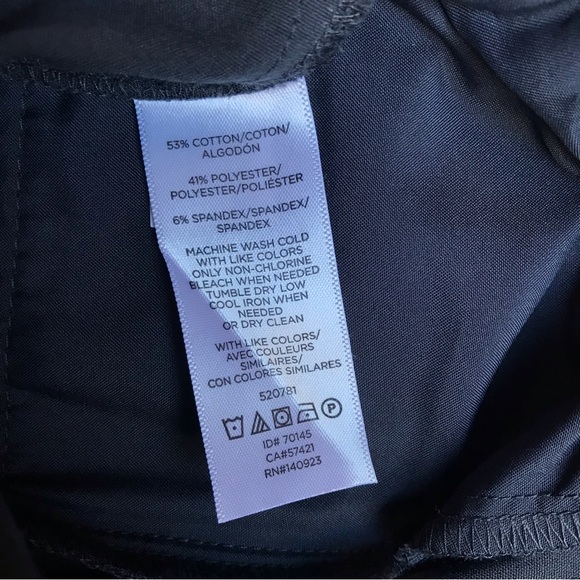 53% COTTON/COTON/
ALGODÓN
41% POLYESTER/
POLYESTER/POLIÉSTER
6% SPANDEX/SPANDEX/
SPANDEX
MACHINE WASH COLD
WITH LIKE COLORS
ONLY NON-CHLORINE
BLEACH WHEN NEEDED
TUMBLE DRY LOW
COOL IRON WHEN
NEEDED
OR DRY CLEAN
WITH LIKE COLORS/
AVEC COULEURS
SIMILAIRES/
CON COLORES SIMILARES
520781
P
ID# 70145
CA#57421
RN#140923